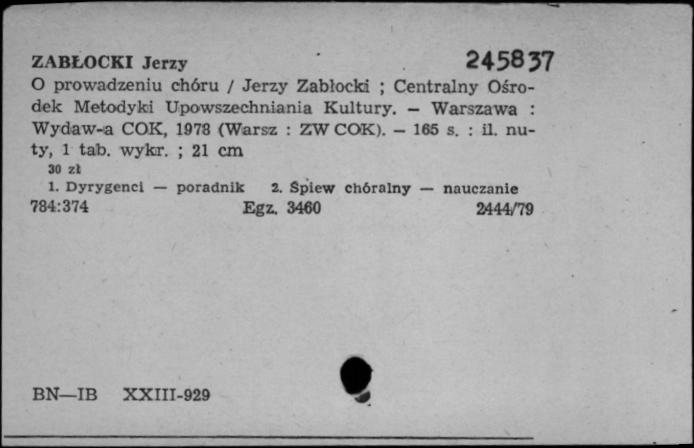 ZABŁOCKI Jerzy 245837
O prowadzeniu chóru / Jerzy Zabłocki ; Centralny Ośro-
dek Metodyki Upowszechniania Kultury. — Warszawa :
Wydaw-a COK, 1978 (Warsz : ZW COK). — 165 s. : il. nu-
ty, 1 tab. wykr. ; 21 cm
30 zł
1. Dyrygenci — poradnik 2. Śpiew chóralny — nauczanie
784:374 Egz. 3460 2444/79
BN—IB XXIII-929